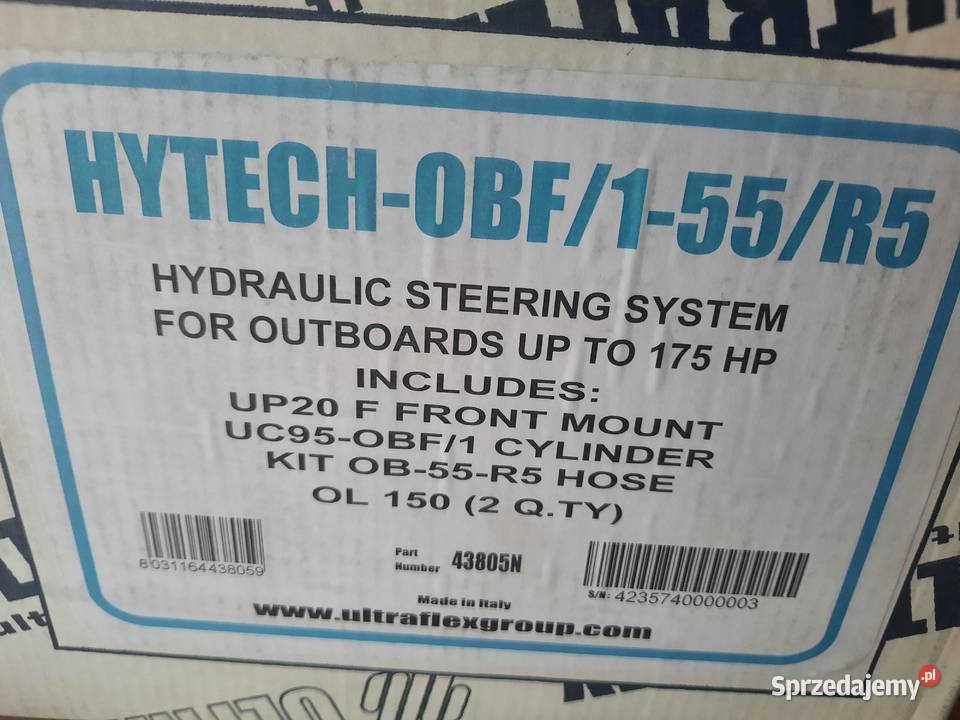 HYTECH-OBF/1-55/R5
HYDRAULIC STEERING SYSTEM
FOR OUTBOARDS UP TO 175 HP
INCLUDES:
UP20 F FRONT MOUNT
UC95-OBF/1 CYLINDER
KIT OB-55-R5 HOSE
OL 150 (2 Q.TY)
8031164438059
Part Number 43805N
S/N: 4235740000003
Made in Italy
www.ultraflexgroup.com
Sprzedajemy.pl